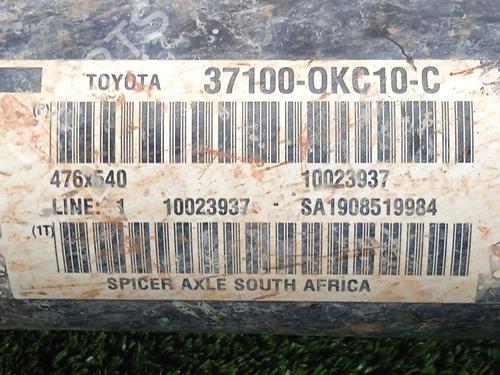 TOYOTA 37100-0KC10-C
(P)
476x540 10023937
LINE: 1 10023937 - SA1908519984
(1T)
SPICER AXLE SOUTH AFRICA